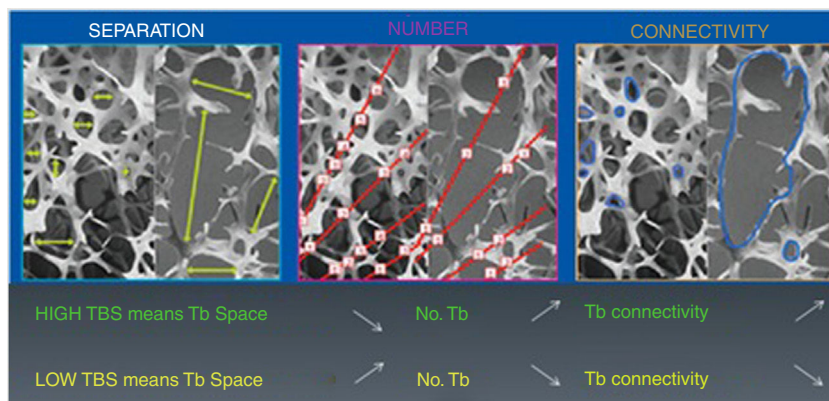 SEPARATION
NUMBER
CONNECTIVITY
HIGH TBS means Tb Space
No. Tb
Tb connectivity
LOW TBS means Tb Space
No. Tb
Tb connectivity